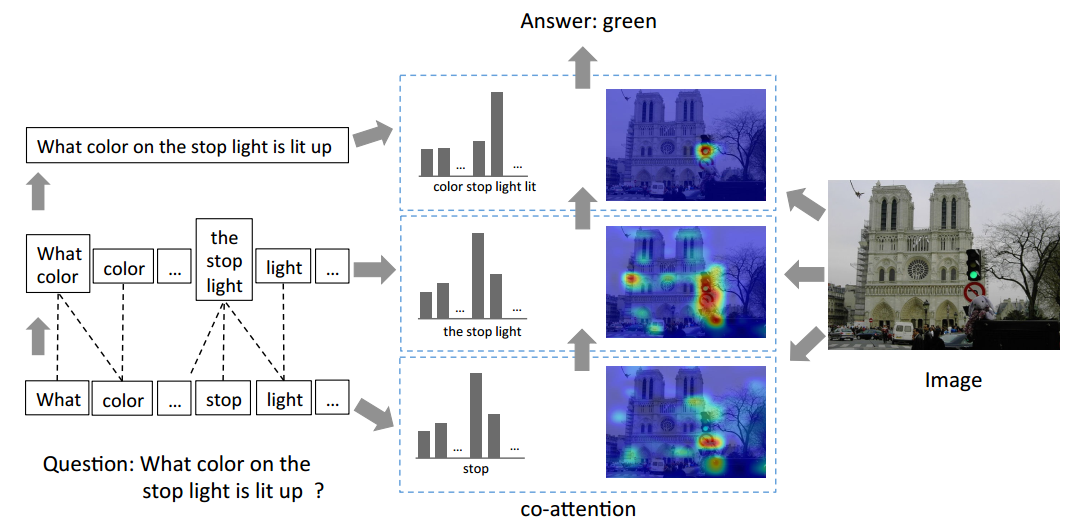 Answer: green
What color on the stop light is lit up
... ...
color stop light lit
What
color
color
...
the
stop
light
light
...
... ...
the stop light
What
color
...
stop
light
...
... ...
stop
Image
Question: What color on the
stop light is lit up ?
co-attention